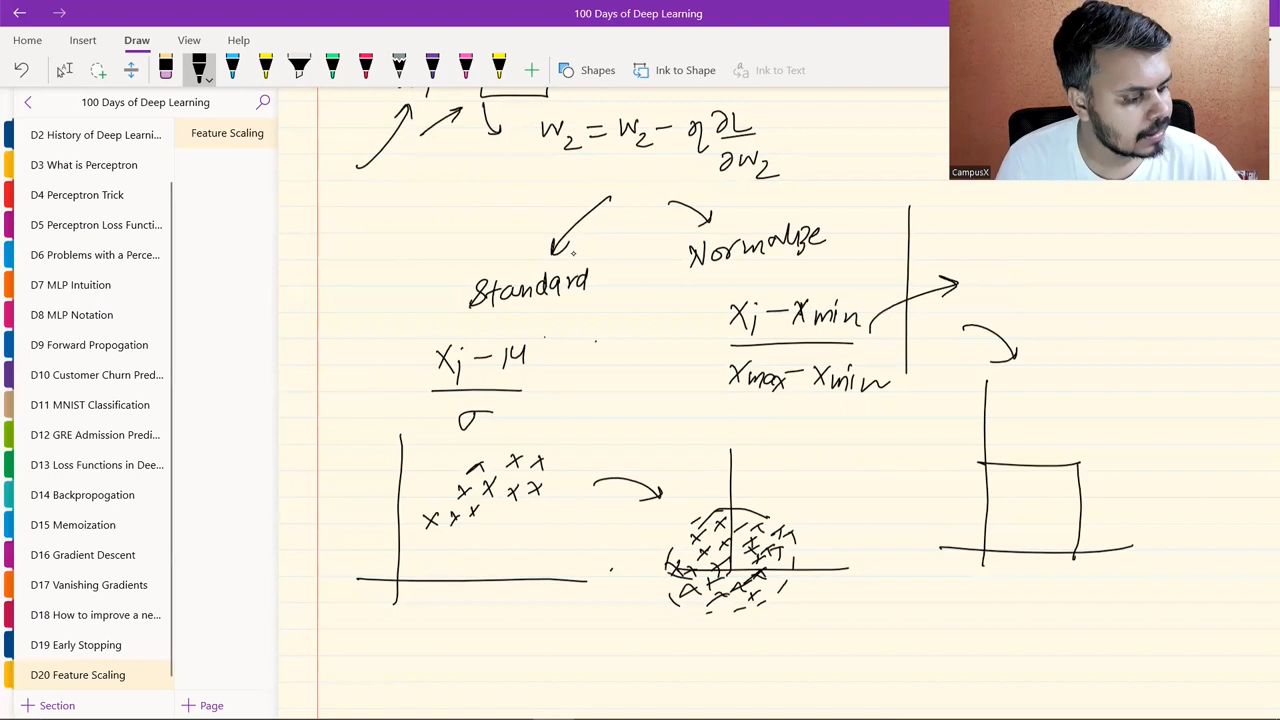 100 Days of Deep Learning
Home Insert Draw View Help
Shapes Ink to Shape Ink to Text
100 Days of Deep Learning
D2 History of Deep Learni...
D3 What is Perceptron
D4 Perceptron Trick
D5 Perceptron Loss Functi...
D6 Problems with a Perce...
D7 MLP Intuition
D8 MLP Notation
D9 Forward Propogation
D10 Customer Churn Pred...
D11 MNIST Classification
D12 GRE Admission Predi...
D13 Loss Functions in Dee...
D14 Backpropagation
D15 Memoization
D16 Gradient Descent
D17 Vanishing Gradients
D18 How to improve a ne...
D19 Early Stopping
D20 Feature Scaling
Section
Feature Scaling
Page
CampusX
W2 = W2 - η ∂L
∂W2
Standard
Normalize
Xi - μ
σ
Xi - Xmin
Xmax - Xmin